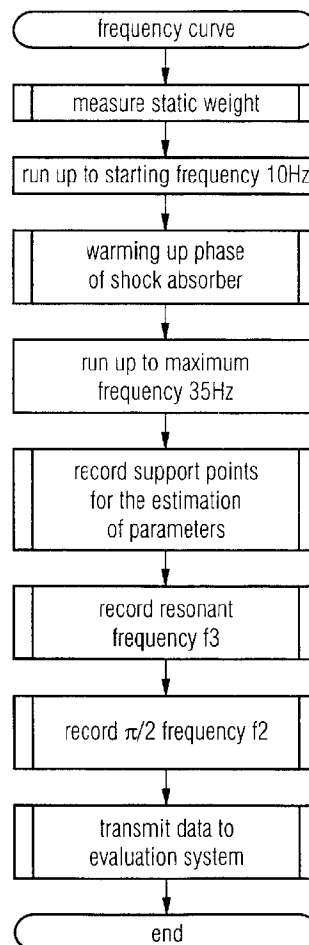 frequency curve
measure static weight
run up to starting frequency 10Hz
warming up phase
of shock absorber
run up to maximum
frequency 35Hz
record support points
for the estimation
of parameters
record resonant
frequency f3
record π/2 frequency f2
transmit data to
evaluation system
end